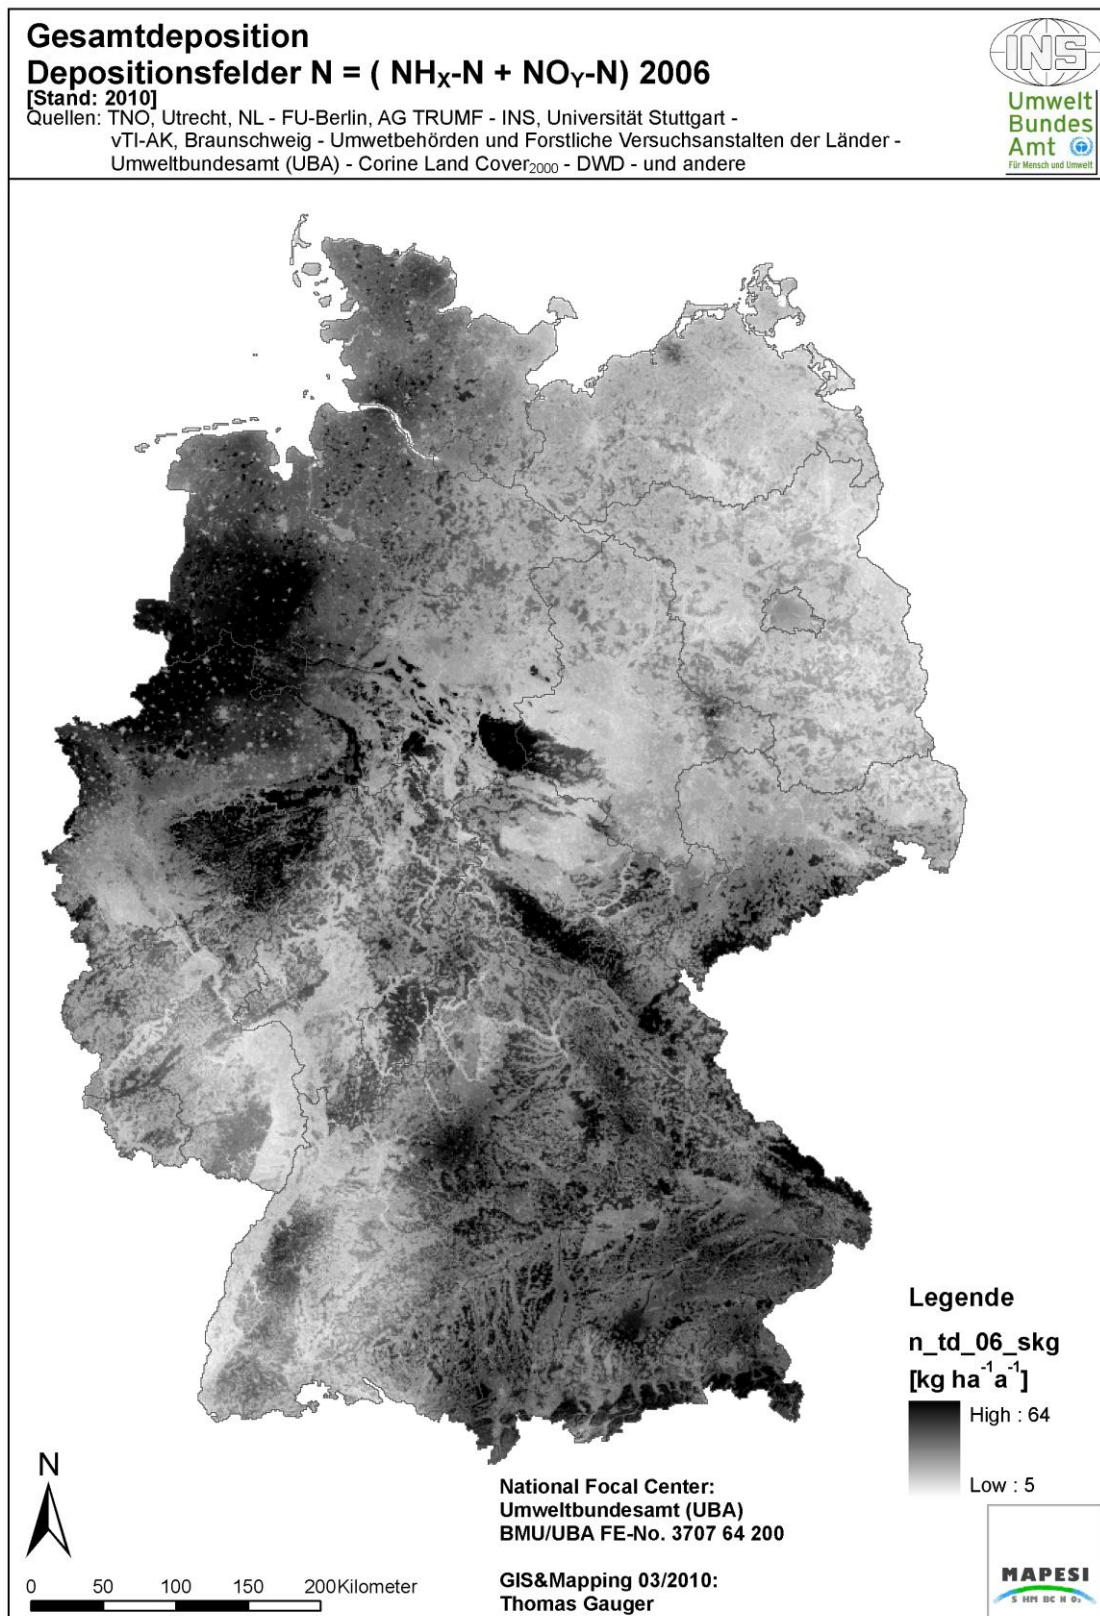 Gesamtdeposition
Depositionsfelder N = ( NHX-N + NOY-N) 2006
[Stand: 2010]
Quellen: TNO, Utrecht, NL - FU-Berlin, AG TRUMF - INS, Universität Stuttgart -
vTI-AK, Braunschweig - Umwetbehörden und Forstliche Versuchsanstalten der Länder -
Umweltbundesamt (UBA) - Corine Land Cover2000 - DWD - und andere
INS
Umwelt
Bundes
Amt
Für Mensch und Umwelt
Legende
n_td_06_skg
[kg ha-1a-1]
High : 64
Low : 5
N
0 50 100 150 200Kilometer
National Focal Center:
Umweltbundesamt (UBA)
BMU/UBA FE-No. 3707 64 200
GIS&Mapping 03/2010:
Thomas Gauger
MAPESI
S HM BC N O3